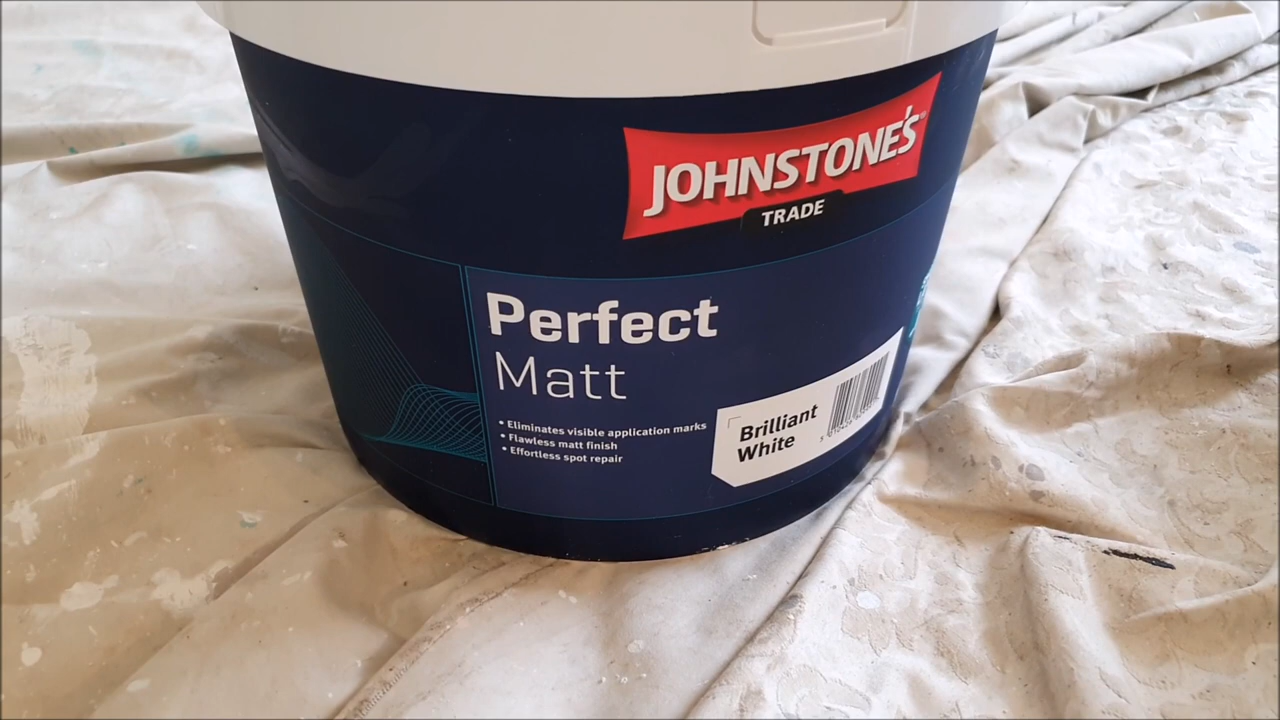 JOHNSTONE'S
TRADE
Perfect
Matt
• Eliminates visible application marks
• Flawless matt finish
• Effortless spot repair
Brilliant
White